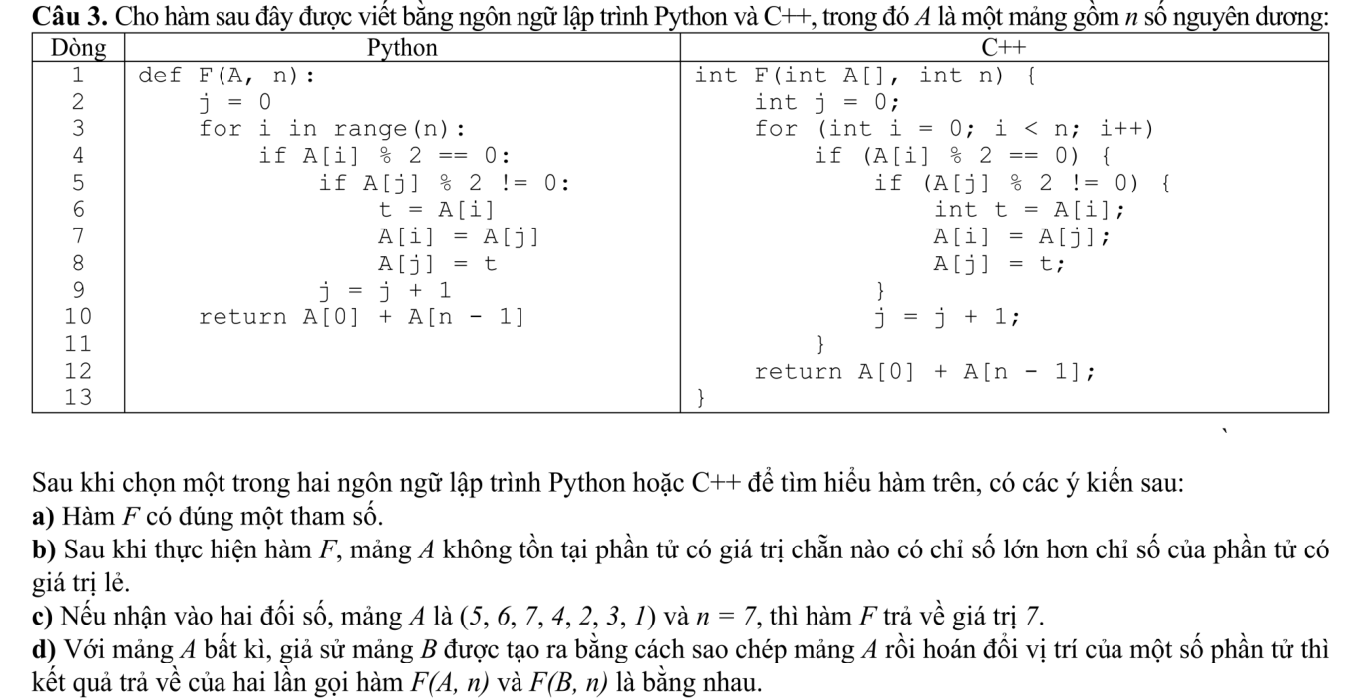 Câu 3. Cho hàm sau đây được viết bằng ngôn ngữ lập trình Python và C++, trong đó A là một mảng gồm n số nguyên dương:
Dòng Python C++
1 def F(A, n): int F(int A[], int n) {
2 j = 0 int j = 0;
3 for i in range(n): for (int i = 0; i < n; i++)
4 if A[i] % 2 == 0: if (A[i] % 2 == 0) {
5 if A[j] % 2 != 0: if (A[j] % 2 != 0) {
6 t = A[i] int t = A[i];
7 A[i] = A[j] A[i] = A[j];
8 A[j] = t A[j] = t;
9 j = j + 1 }
10 return A[0] + A[n - 1] j = j + 1;
11 }
12 return A[0] + A[n - 1];
13 }
Sau khi chọn một trong hai ngôn ngữ lập trình Python hoặc C++ để tìm hiểu hàm trên, có các ý kiến sau:
a) Hàm F có đúng một tham số.
b) Sau khi thực hiện hàm F, mảng A không tồn tại phần tử có giá trị chẵn nào có chỉ số lớn hơn chỉ số của phần tử có
giá trị lẻ.
c) Nếu nhận vào hai đối số, mảng A là (5, 6, 7, 4, 2, 3, 1) và n = 7, thì hàm F trả về giá trị 7.
d) Với mảng A bất kì, giả sử mảng B được tạo ra bằng cách sao chép mảng A rồi hoán đổi vị trí của một số phần tử thì
kết quả trả về của hai lần gọi hàm F(A, n) và F(B, n) là bằng nhau.